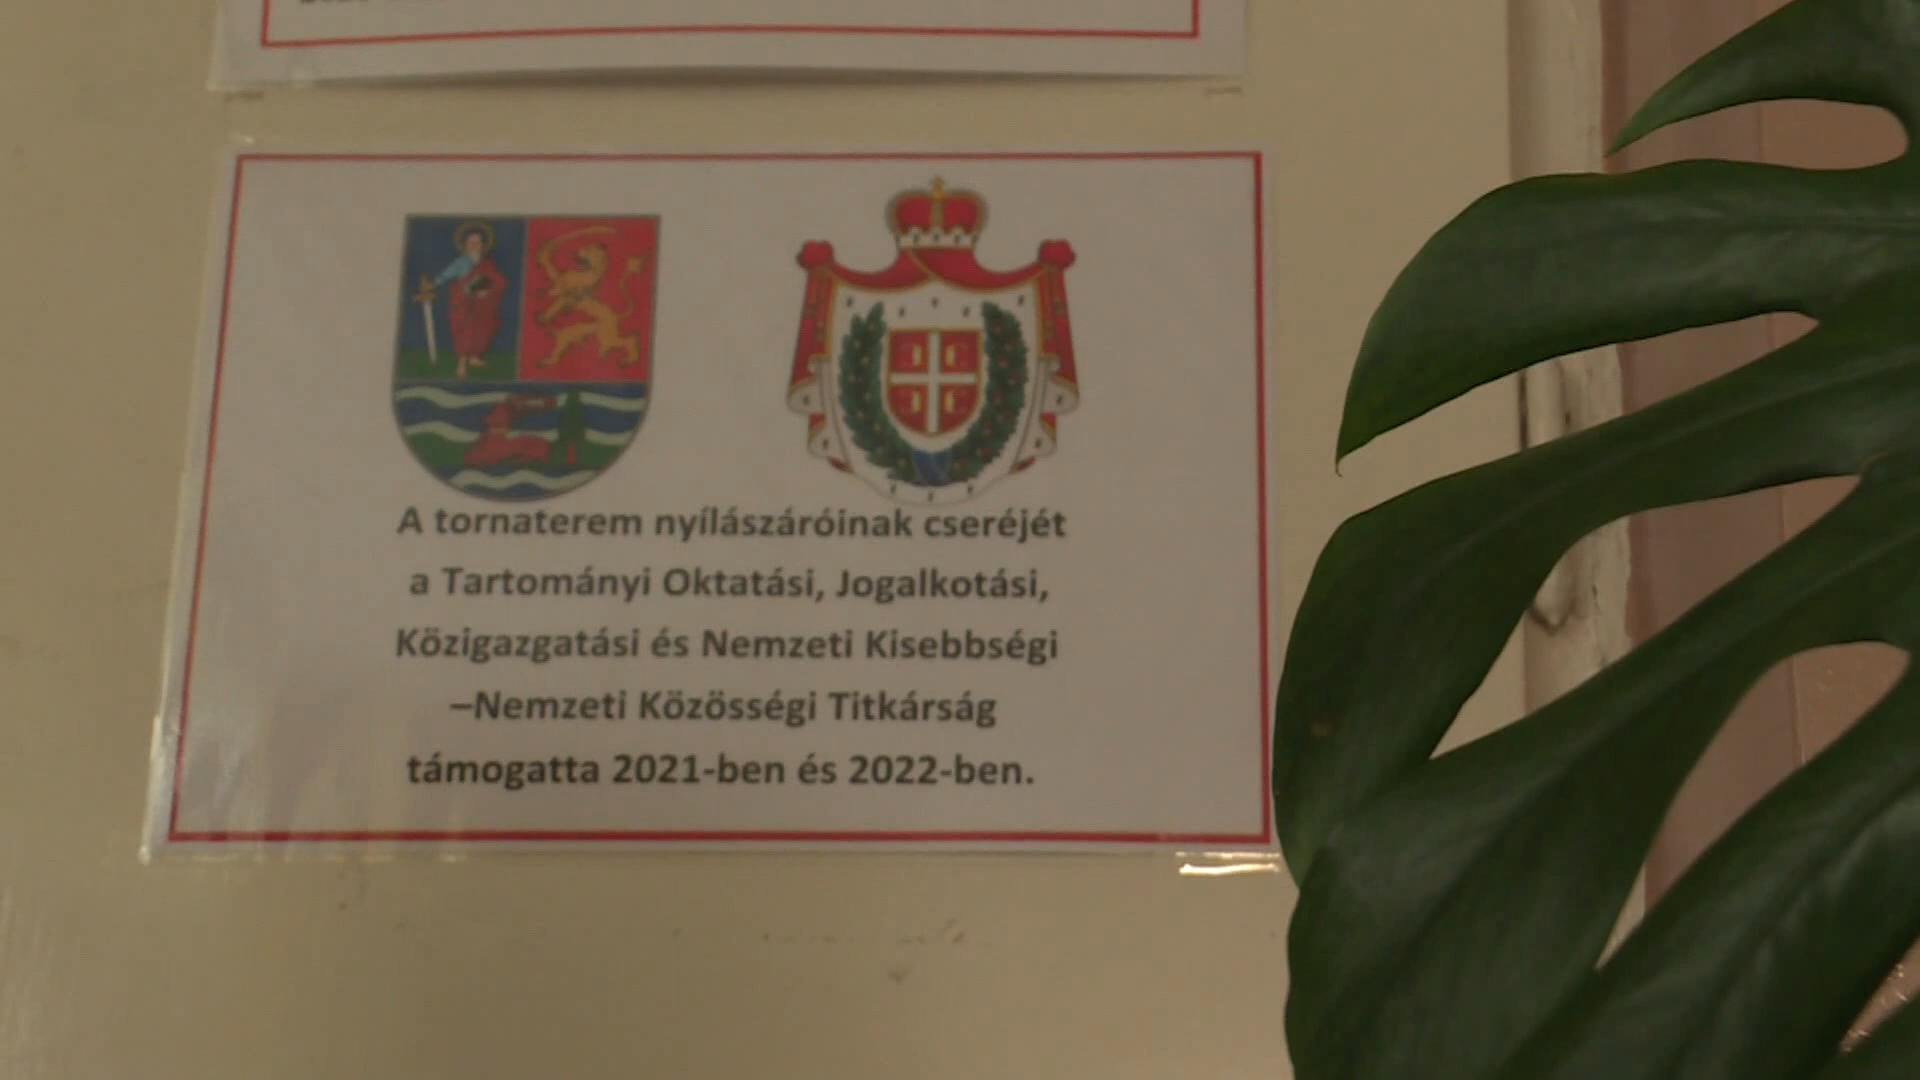 A tornaterem nyílászáróinak cseréjét
a Tartományi Oktatási, Jogalkotási,
Közigazgatási és Nemzeti Kisebbségi
–Nemzeti Közösségi Titkárság
támogatta 2021-ben és 2022-ben.